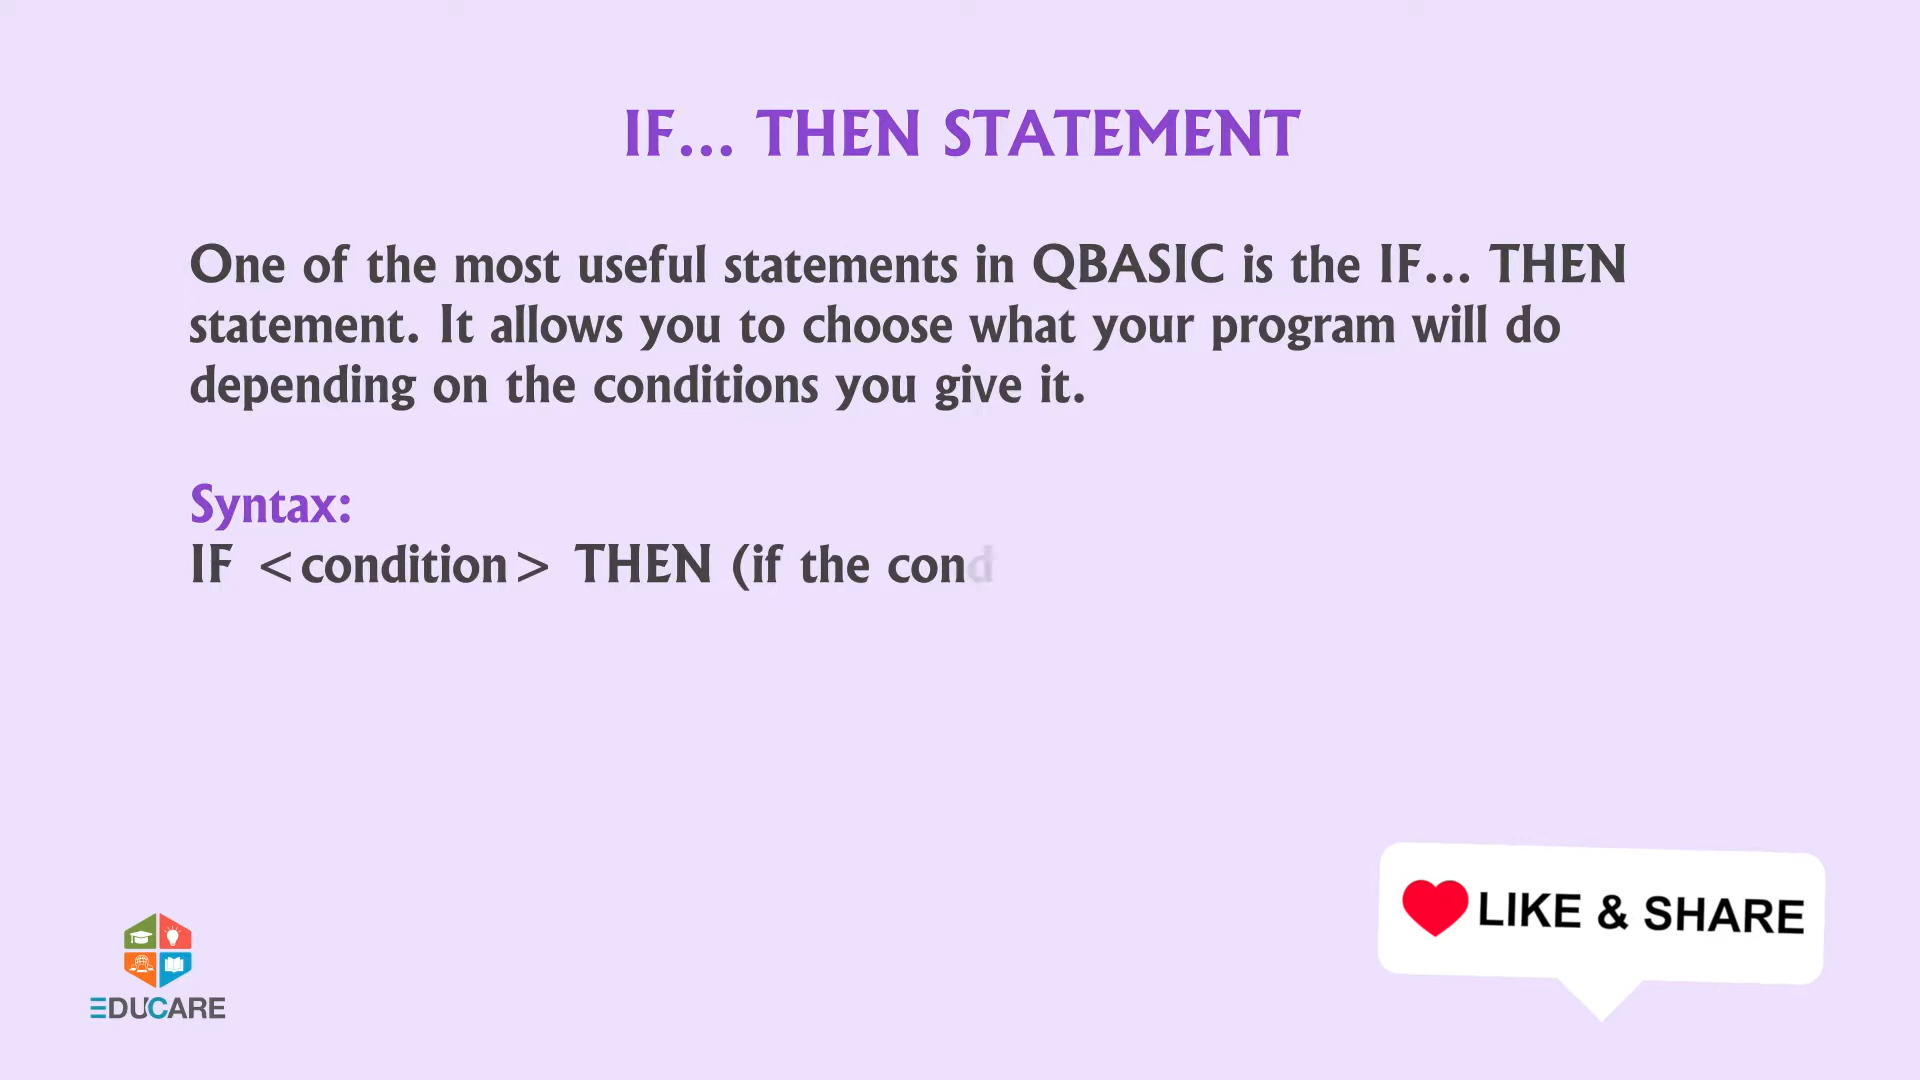 IF... THEN STATEMENT
One of the most useful statements in QBASIC is the IF... THEN
statement. It allows you to choose what your program will do
depending on the conditions you give it.
Syntax:
IF <condition> THEN (if the cond
LIKE & SHARE
EDUCARE